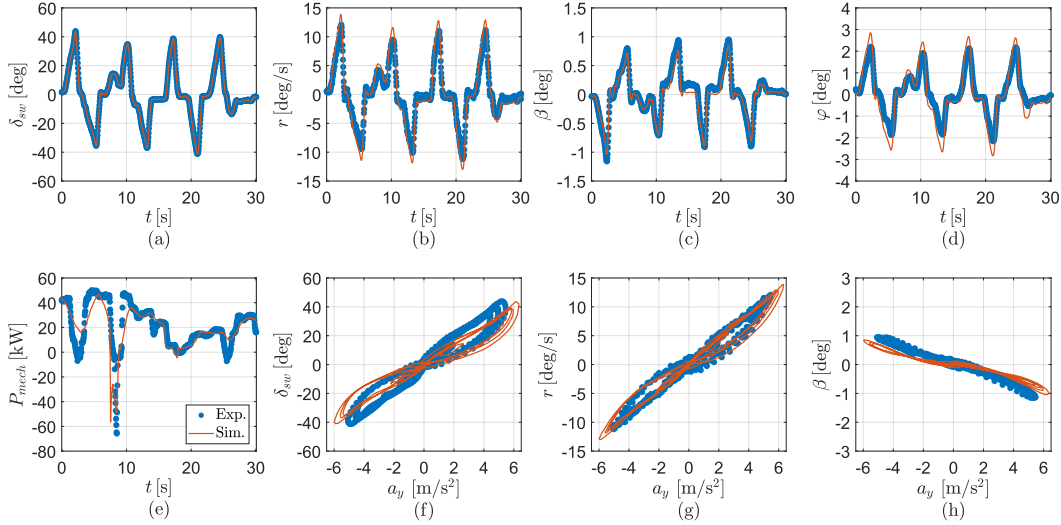 60
40
20
0
-20
-40
-60
δsw [deg]
0 10 20 30
t [s]
(a)
15
10
5
0
-5
-10
-15
r [deg/s]
0 10 20 30
t [s]
(b)
1.5
1
0.5
0
-0.5
-1
-1.5
β [deg]
0 10 20 30
t [s]
(c)
4
3
2
1
0
-1
-2
-3
-4
φ [deg]
0 10 20 30
t [s]
(d)
60
40
20
0
-20
-40
-60
-80
Pmech [kW]
Exp.
Sim.
0 10 20 30
t [s]
(e)
60
40
20
0
-20
-40
-60
δsw [deg]
-6 -4 -2 0 2 4 6
ay [m/s²]
(f)
15
10
5
0
-5
-10
-15
r [deg/s]
-6 -4 -2 0 2 4 6
ay [m/s²]
(g)
3
2
1
0
-1
-2
-3
β [deg]
-6 -4 -2 0 2 4 6
ay [m/s²]
(h)